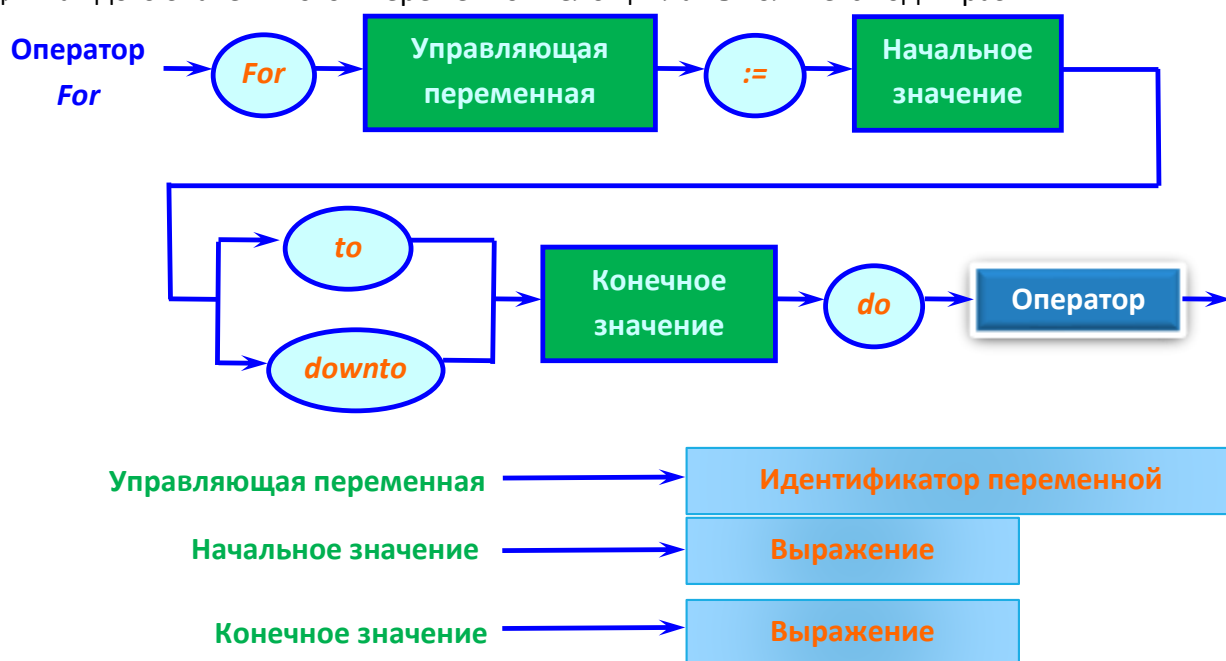 Оператор
For
For
Управляющая
переменная
:=
Начальное
значение
to
downto
Конечное
значение
do
Оператор
Управляющая переменная
Идентификатор переменной
Начальное значение
Выражение
Конечное значение
Выражение